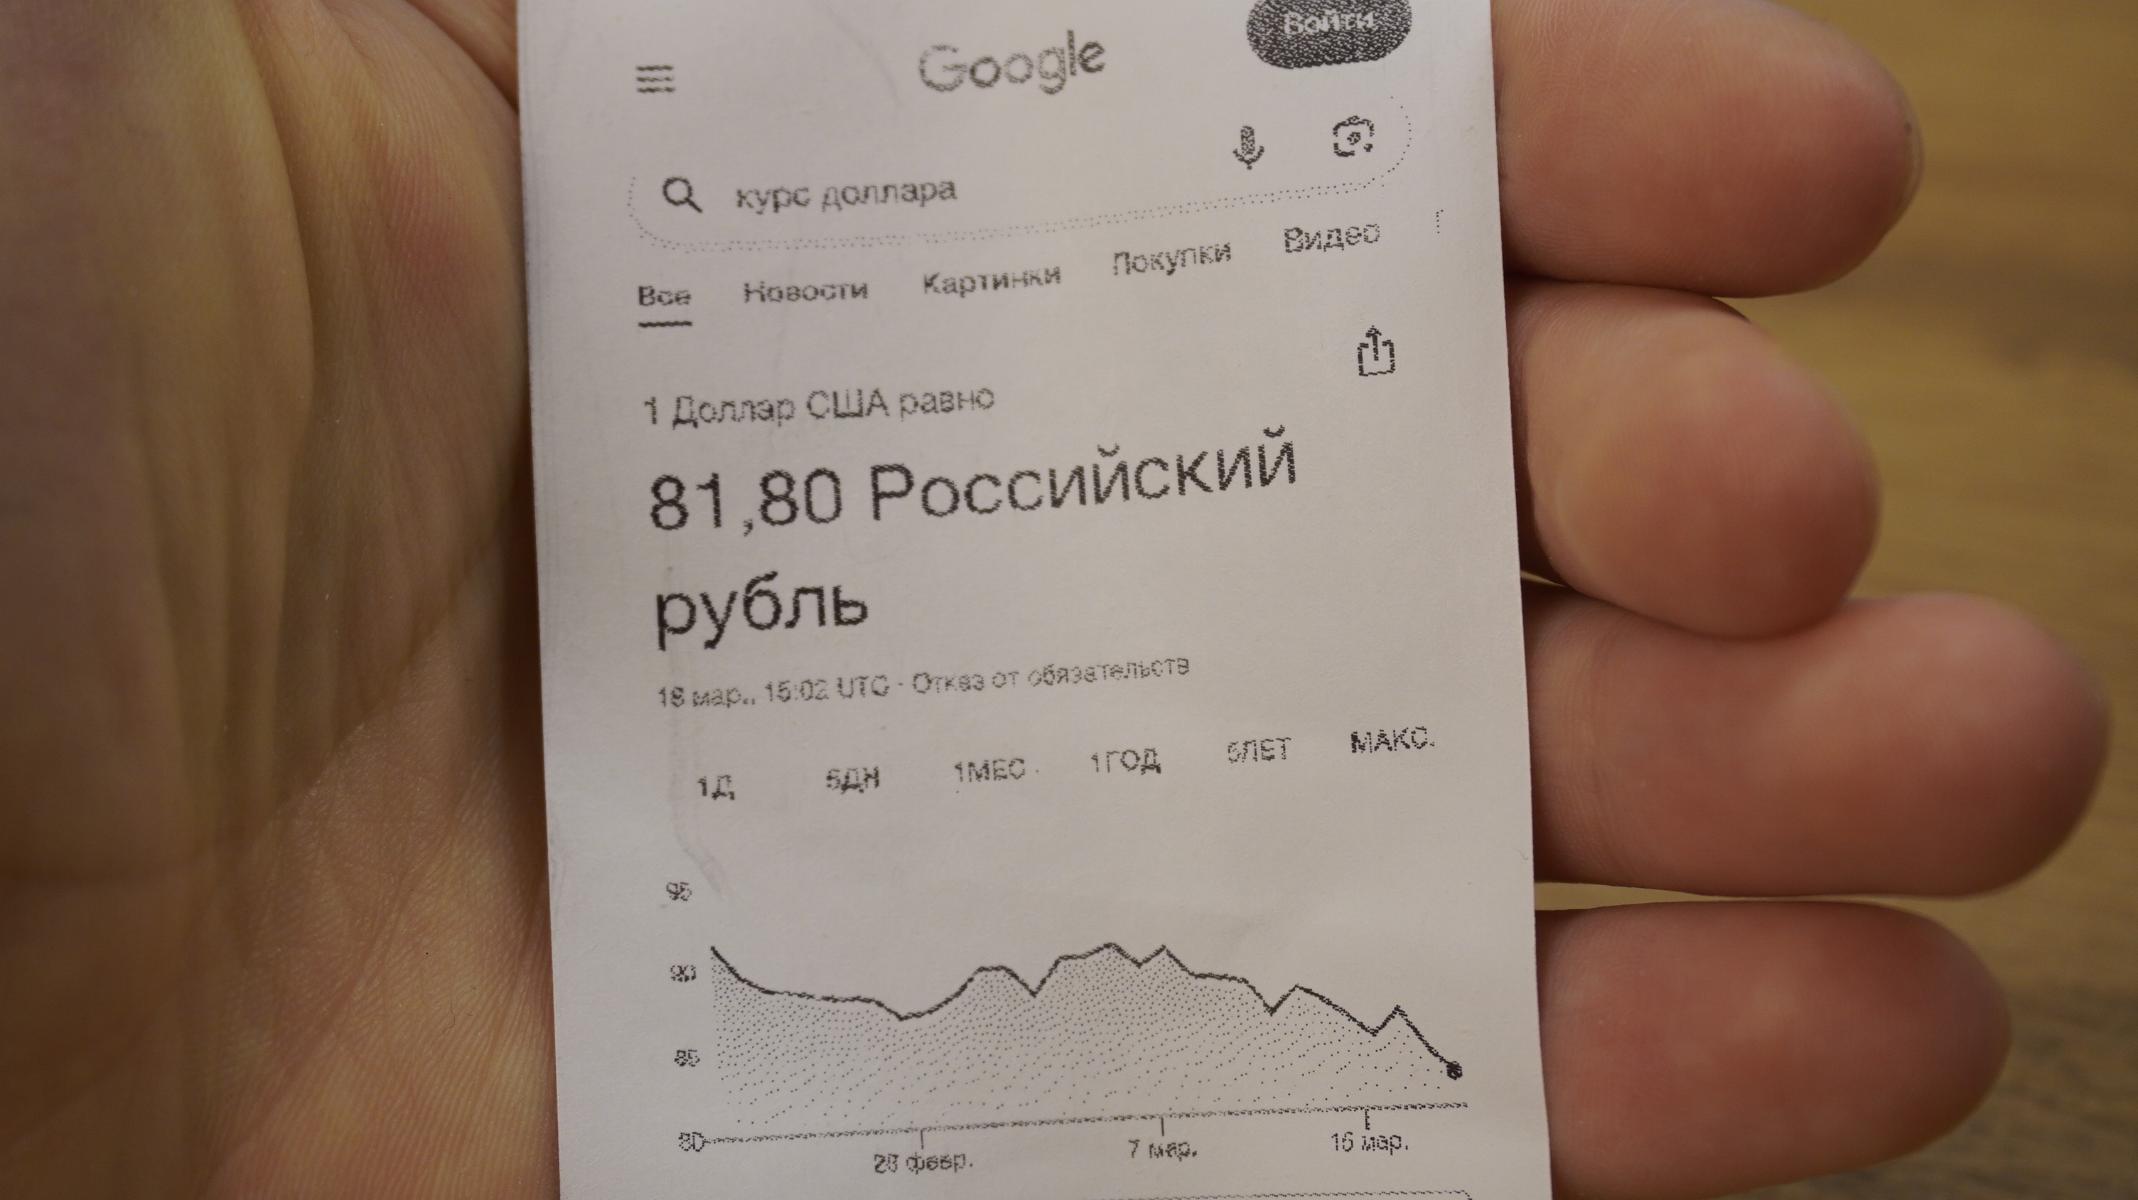 Google
Войти
курс доллара
Все Новости Картинки Покупки Видео
1 Доллар США равно
81,80 Российский
рубль
18 мар., 15:02 UTC · Отказ от обязательств
1Д 5ДН 1МЕС. 1ГОД 5ЛЕТ МАКС.
95
90
85
80
февр. 7 мар. 16 мар.